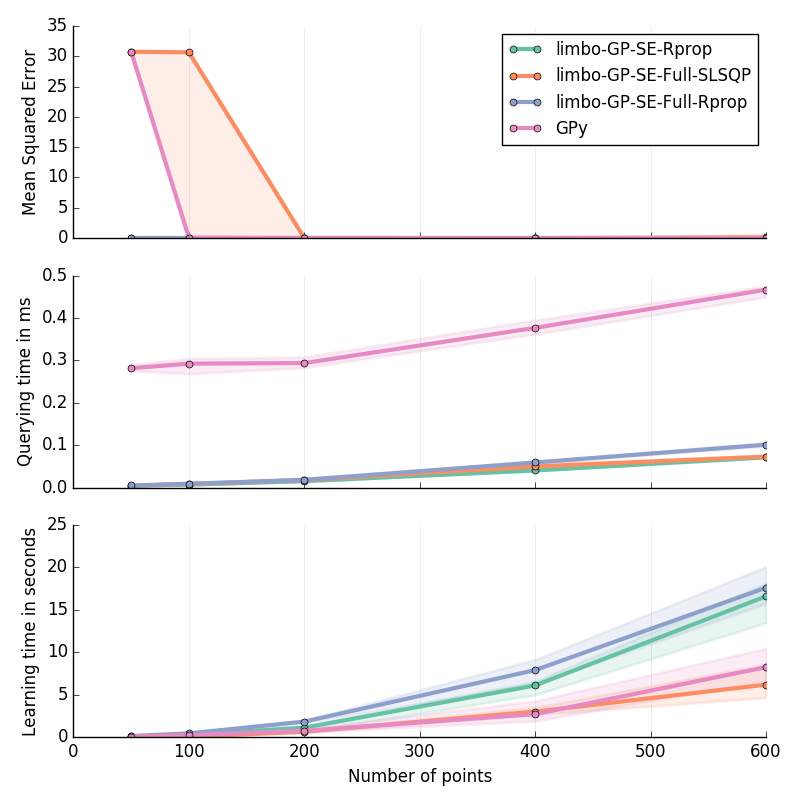 Mean Squared Error
35
30
25
20
15
10
5
0
limbo-GP-SE-Rprop
limbo-GP-SE-Full-SLSQP
limbo-GP-SE-Full-Rprop
GPy
Querying time in ms
0.5
0.4
0.3
0.2
0.1
0.0
Learning time in seconds
25
20
15
10
5
0
0 100 200 300 400 500 600
Number of points